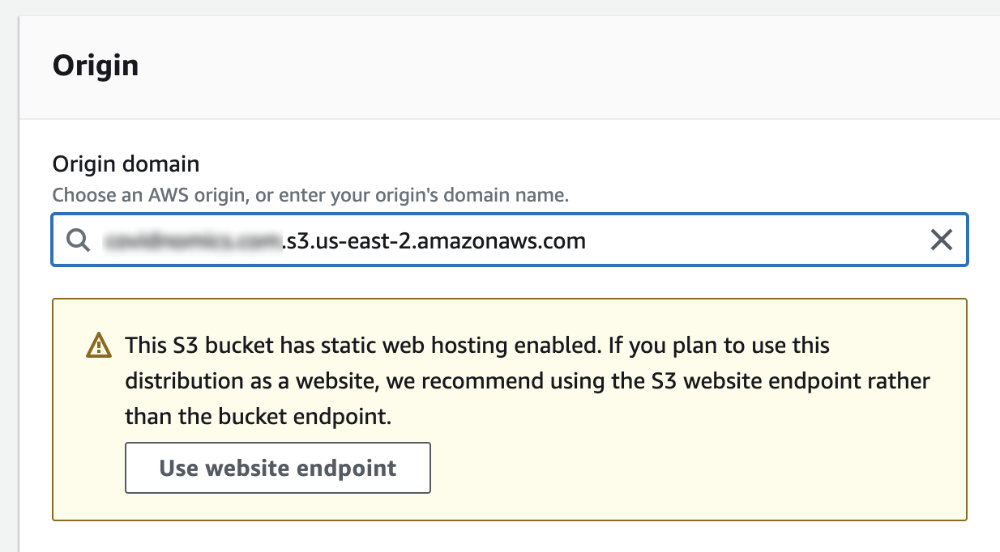 Origin
Origin domain
Choose an AWS origin, or enter your origin's domain name.
.s3.us-east-2.amazonaws.com
This S3 bucket has static web hosting enabled. If you plan to use this
distribution as a website, we recommend using the S3 website endpoint rather
than the bucket endpoint.
Use website endpoint